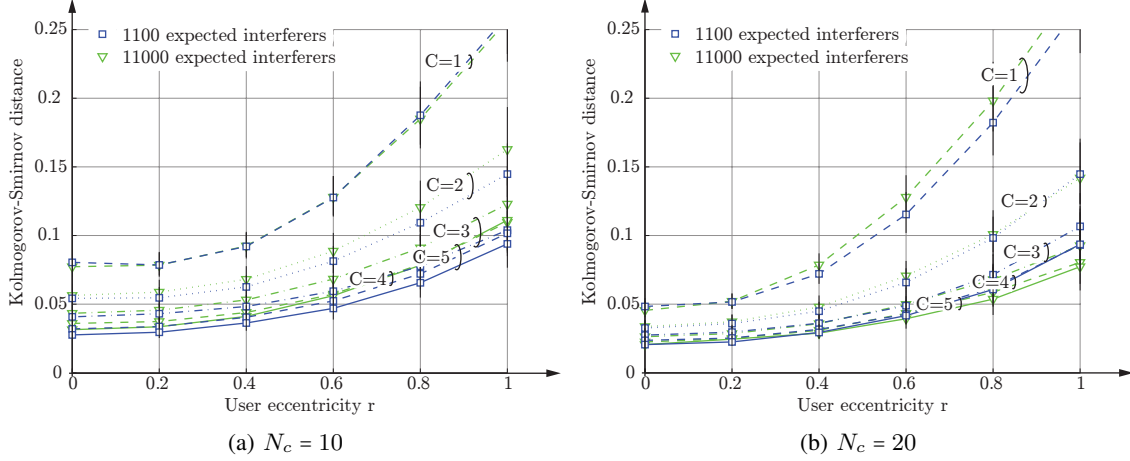 0.25
0.2
0.15
0.1
0.05
0
Kolmogorov-Smirnov distance
1100 expected interferers
11000 expected interferers
C=1
C=2
C=3
C=5
C=4
0 0.2 0.4 0.6 0.8 1
User eccentricity r
(a) N_c = 10
0.25
0.2
0.15
0.1
0.05
0
Kolmogorov-Smirnov distance
1100 expected interferers
11000 expected interferers
C=1
C=2
C=3
C=4
C=5
0 0.2 0.4 0.6 0.8 1
User eccentricity r
(b) N_c = 20